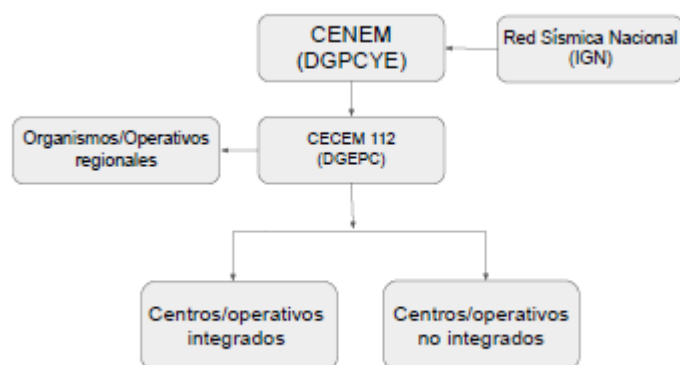 CENEM
(DGPCYE)
Red Sísmica Nacional
(IGN)
Organismos/Operativos
regionales
CECEM 112
(DGEPC)
Centros/operativos
integrados
Centros/operativos
no integrados